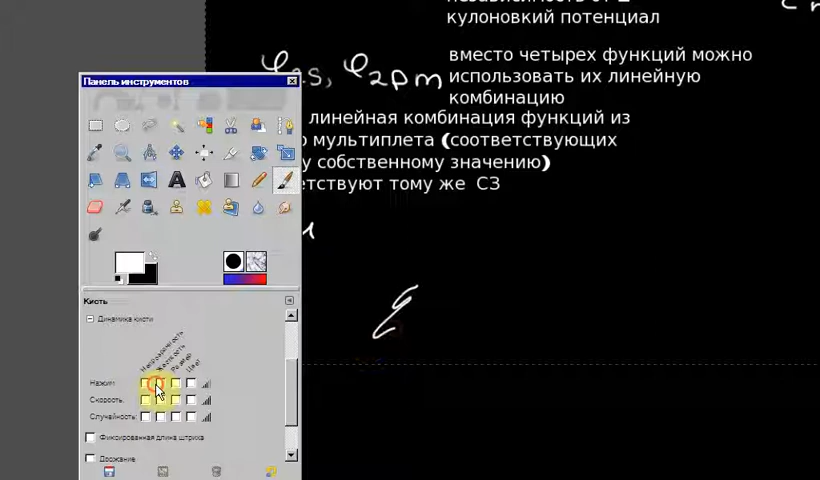 независимость от Z
кулоновкий потенциал
φ2s, φ2pm
вместо четырех функций можно
использовать их линейную
комбинацию
линейная комбинация функций из
о мультиплета (соответствующих
у собственному значению)
етствуют тому же СЗ
Панель инструментов
Кисть
Динамика кисти
Непрозрачность
Жесткость
Размер
Цвет
Нажим:
Скорость:
Случайность:
Фиксированная длина штриха
Дрожание